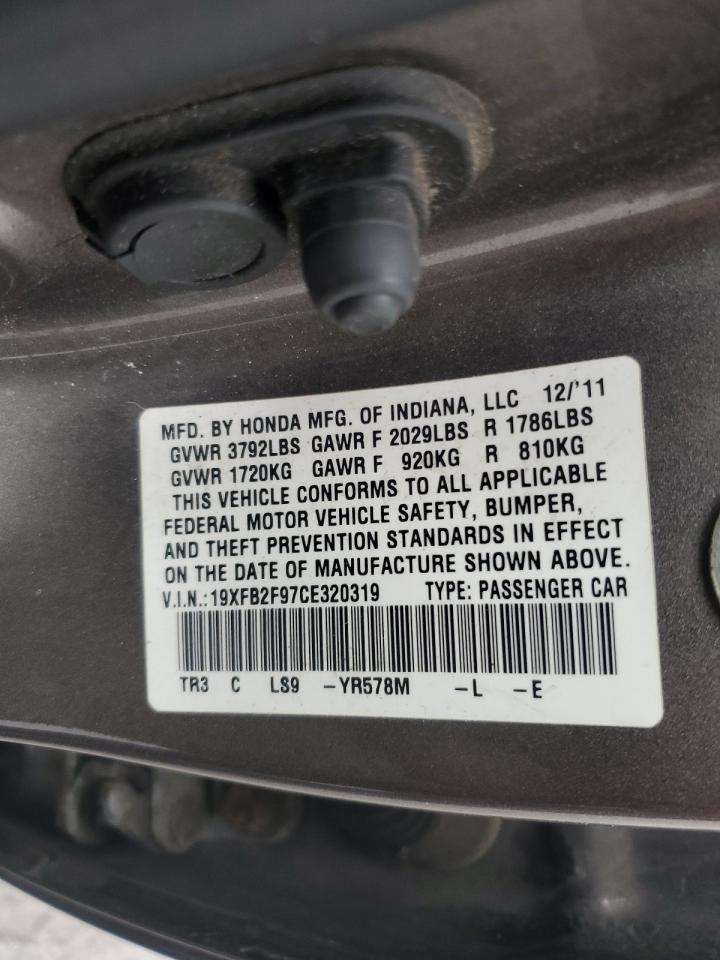 MFD. BY HONDA MFG. OF INDIANA, LLC 12/'11
GVWR 3792LBS GAWR F 2029LBS R 1786LBS
GVWR 1720KG GAWR F 920KG R 810KG
THIS VEHICLE CONFORMS TO ALL APPLICABLE
FEDERAL MOTOR VEHICLE SAFETY, BUMPER,
AND THEFT PREVENTION STANDARDS IN EFFECT
ON THE DATE OF MANUFACTURE SHOWN ABOVE.
V.I.N.:19XFB2F97CE320319 TYPE: PASSENGER CAR
TR3 C LS9 -YR578M -L -E